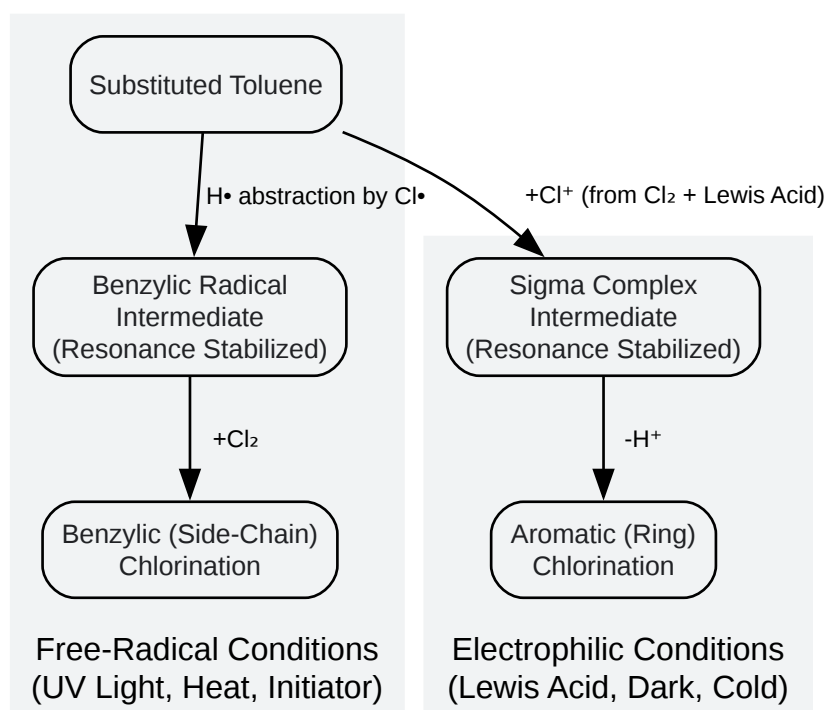 Substituted Toluene
H• abstraction by Cl•
+Cl⁺ (from Cl₂ + Lewis Acid)
Benzylic Radical
Intermediate
(Resonance Stabilized)
Sigma Complex
Intermediate
(Resonance Stabilized)
+Cl₂
-H⁺
Benzylic (Side-Chain)
Chlorination
Aromatic (Ring)
Chlorination
Free-Radical Conditions
(UV Light, Heat, Initiator)
Electrophilic Conditions
(Lewis Acid, Dark, Cold)